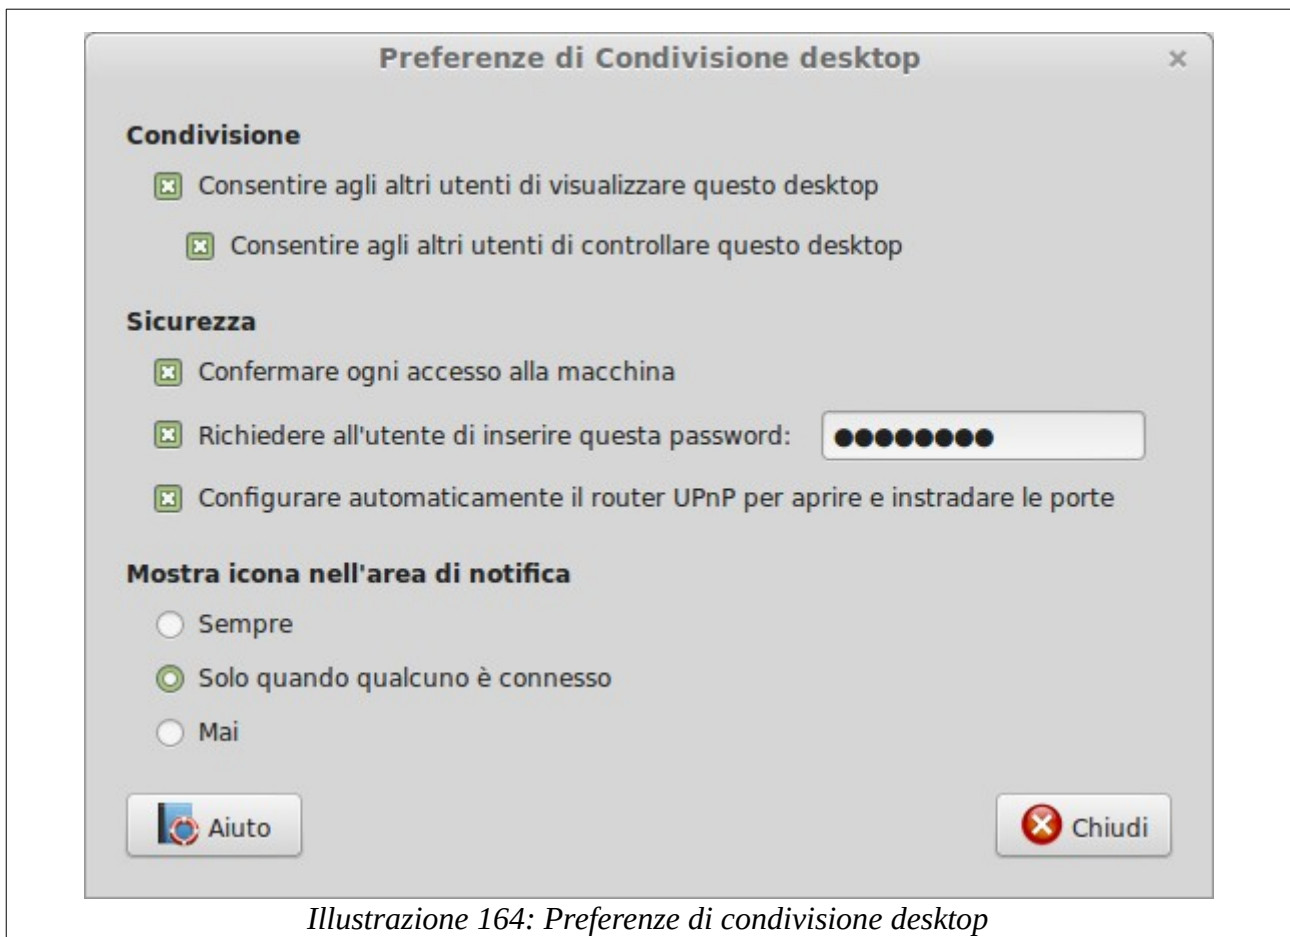 Preferenze di Condivisione desktop
Condivisione
Consentire agli altri utenti di visualizzare questo desktop
Consentire agli altri utenti di controllare questo desktop
Sicurezza
Confermare ogni accesso alla macchina
Richiedere all'utente di inserire questa password: ●●●●●●●●
Configurare automaticamente il router UPnP per aprire e instradare le porte
Mostra icona nell'area di notifica
Sempre
Solo quando qualcuno è connesso
Mai
Aiuto Chiudi
Illustrazione 164: Preferenze di condivisione desktop